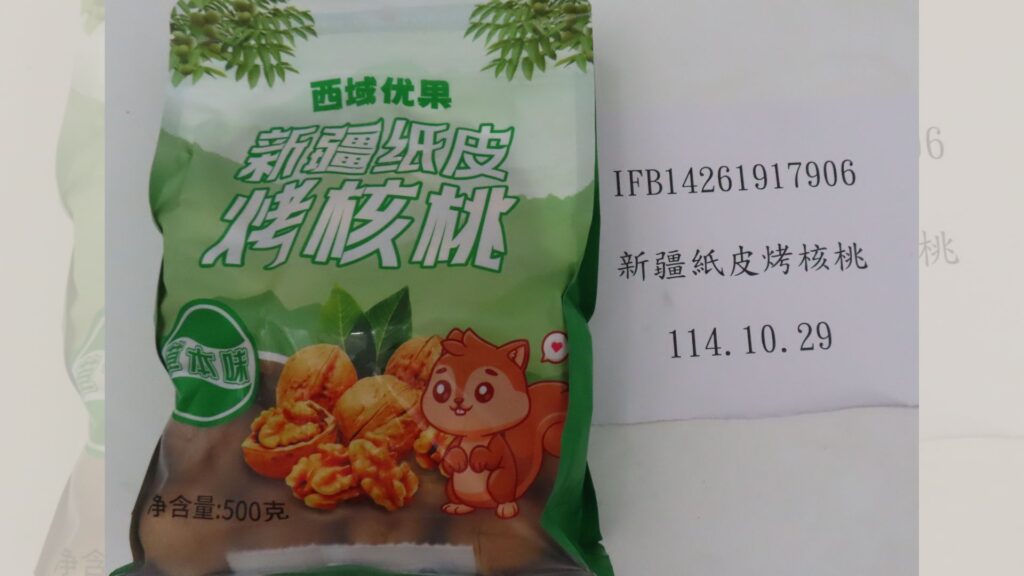 西域优果
新疆纸皮
烤核桃
本味
净含量:500克
IFB14261917906
新疆紙皮烤核桃
114.10.29